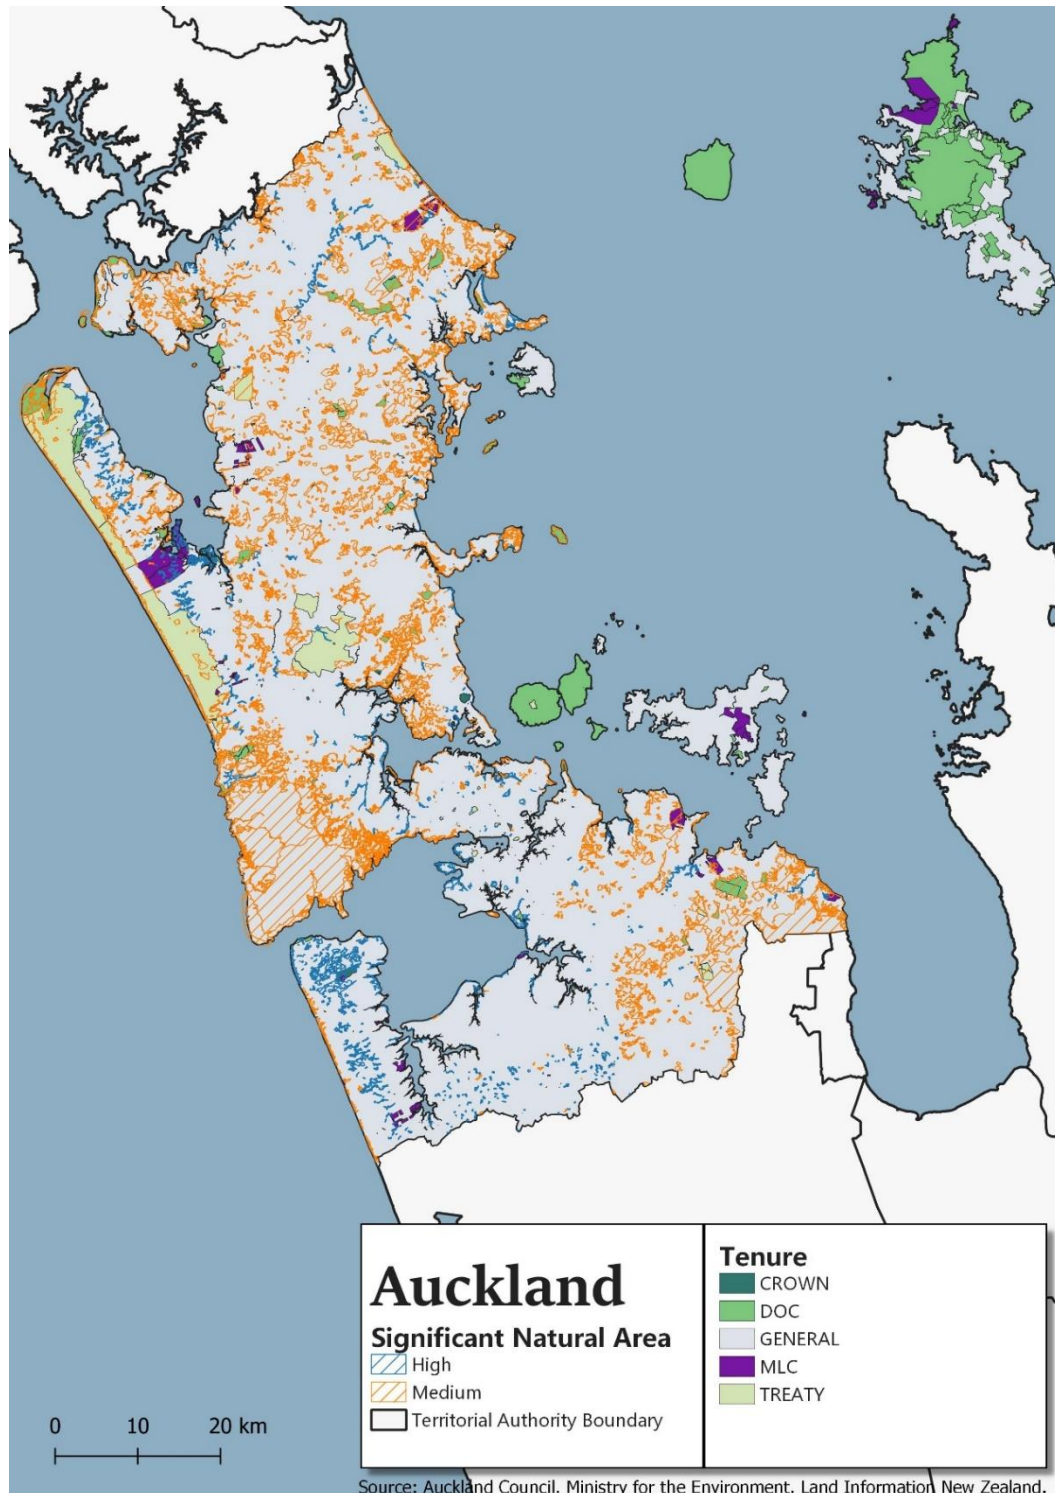 Auckland
Significant Natural Area
High
Medium
Territorial Authority Boundary
Tenure
CROWN
DOC
GENERAL
MLC
TREATY
0 10 20 km
Source: Auckland Council, Ministry for the Environment, Land Information New Zealand.